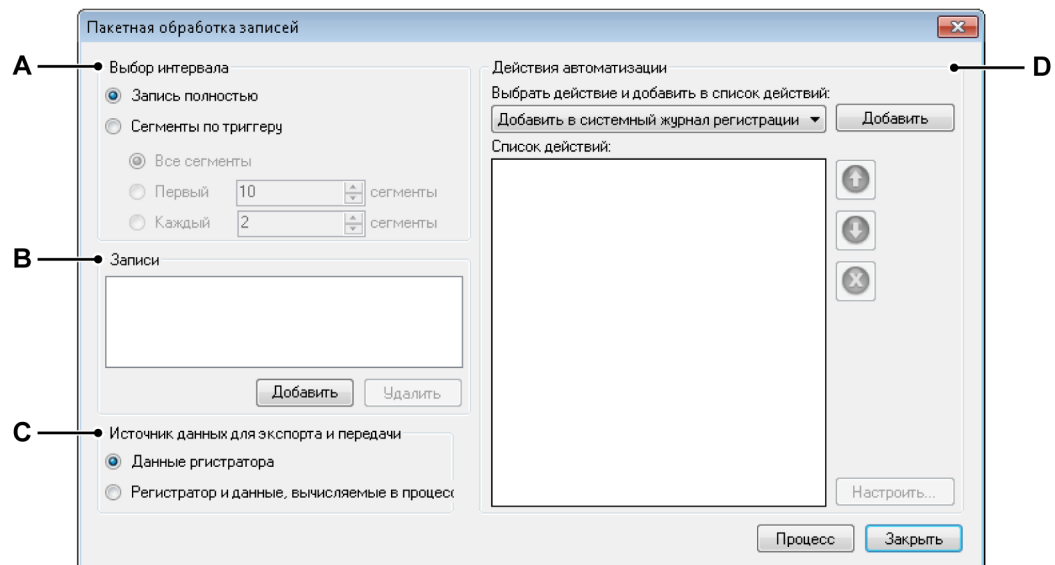 Пакетная обработка записей
A
Выбор интервала
Запись полностью
Сегменты по триггеру
Все сегменты
Первый 10 сегменты
Каждый 2 сегменты
B
Записи
Добавить Удалить
C
Источник данных для экспорта и передачи
Данные ргистратора
Регистратор и данные, вычисляемые в процесс
D
Действия автоматизации
Выбрать действие и добавить в список действий:
Добавить в системный журнал регистрации Добавить
Список действий:
Настроить...
Процесс Закрыть